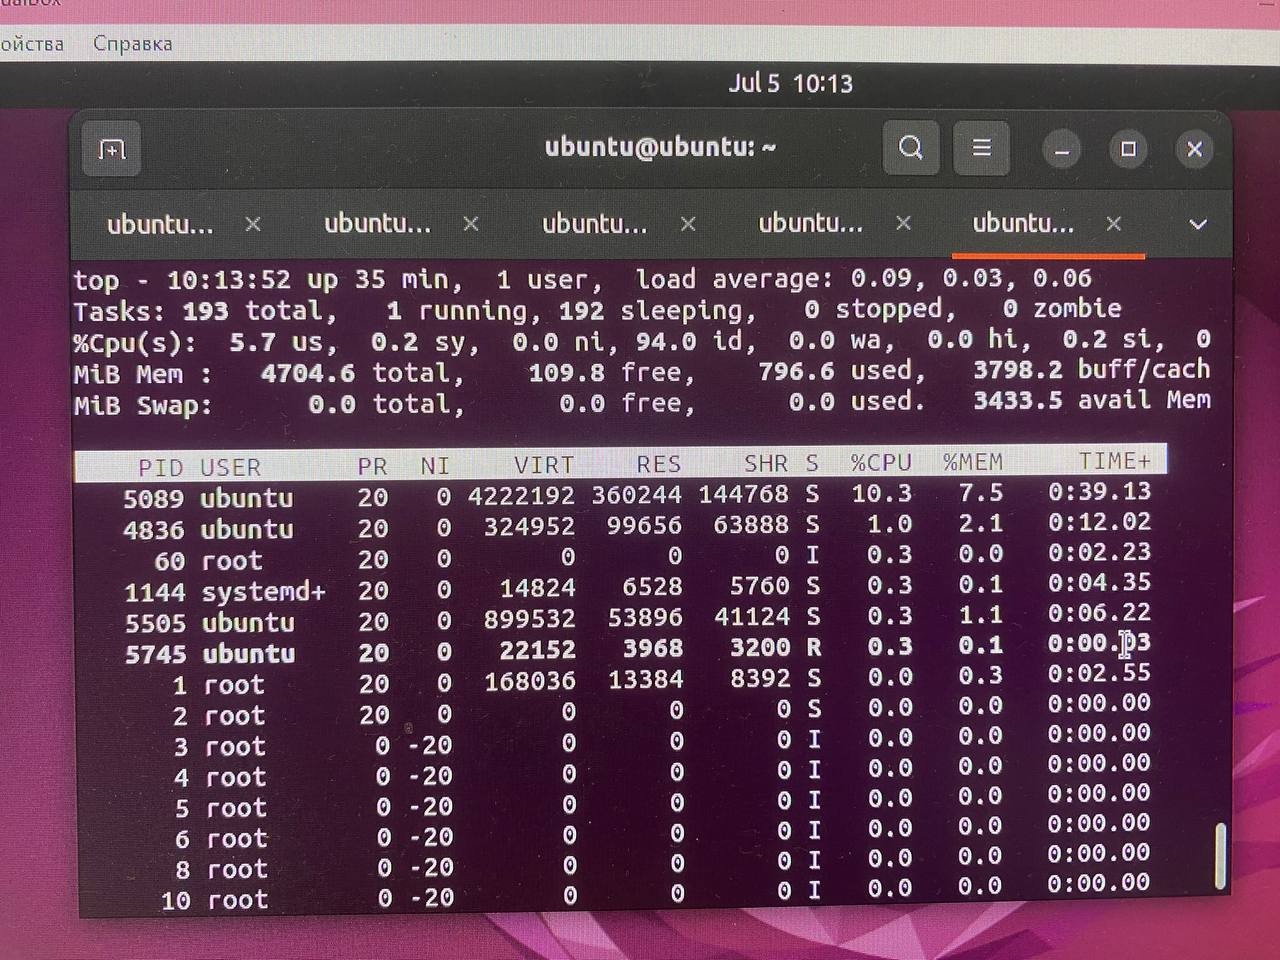 ойства Справка
Jul 5 10:13
ubuntu@ubuntu: ~
ubuntu... ubuntu... ubuntu... ubuntu... ubuntu...
top - 10:13:52 up 35 min, 1 user, load average: 0.09, 0.03, 0.06
Tasks: 193 total, 1 running, 192 sleeping, 0 stopped, 0 zombie
%Cpu(s): 5.7 us, 0.2 sy, 0.0 ni, 94.0 id, 0.0 wa, 0.0 hi, 0.2 si, 0
MiB Mem : 4704.6 total, 109.8 free, 796.6 used, 3798.2 buff/cach
MiB Swap: 0.0 total, 0.0 free, 0.0 used. 3433.5 avail Mem
PID USER PR NI VIRT RES SHR S %CPU %MEM TIME+
5089 ubuntu 20 0 4222192 360244 144768 S 10.3 7.5 0:39.13
4836 ubuntu 20 0 324952 99656 63888 S 1.0 2.1 0:12.02
60 root 20 0 0 0 0 I 0.3 0.0 0:02.23
1144 systemd+ 20 0 14824 6528 5760 S 0.3 0.1 0:04.35
5505 ubuntu 20 0 899532 53896 41124 S 0.3 1.1 0:06.22
5745 ubuntu 20 0 22152 3968 3200 R 0.3 0.1 0:00.03
1 root 20 0 168036 13384 8392 S 0.0 0.3 0:02.55
2 root 20 0 0 0 0 S 0.0 0.0 0:00.00
3 root 0 -20 0 0 0 I 0.0 0.0 0:00.00
4 root 0 -20 0 0 0 I 0.0 0.0 0:00.00
5 root 0 -20 0 0 0 I 0.0 0.0 0:00.00
6 root 0 -20 0 0 0 I 0.0 0.0 0:00.00
8 root 0 -20 0 0 0 I 0.0 0.0 0:00.00
10 root 0 -20 0 0 0 I 0.0 0.0 0:00.00